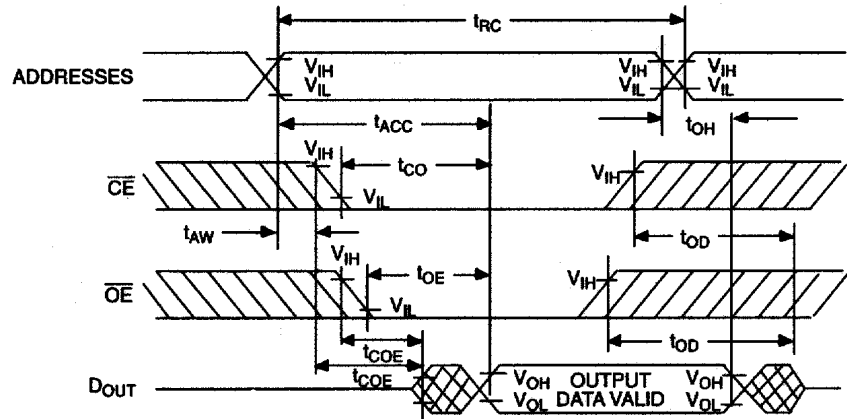 tRC
ADDRESSES
VIH
VIL
VIH
VIL
VIH
VIL
tACC
tOH
CE
VIH
tCO
VIL
VIH
tAW
tOD
OE
VIH
tOE
VIL
VIH
tCOE
tOD
tCOE
DOUT
VOH
VOL
OUTPUT
DATA VALID
VOH
VOL